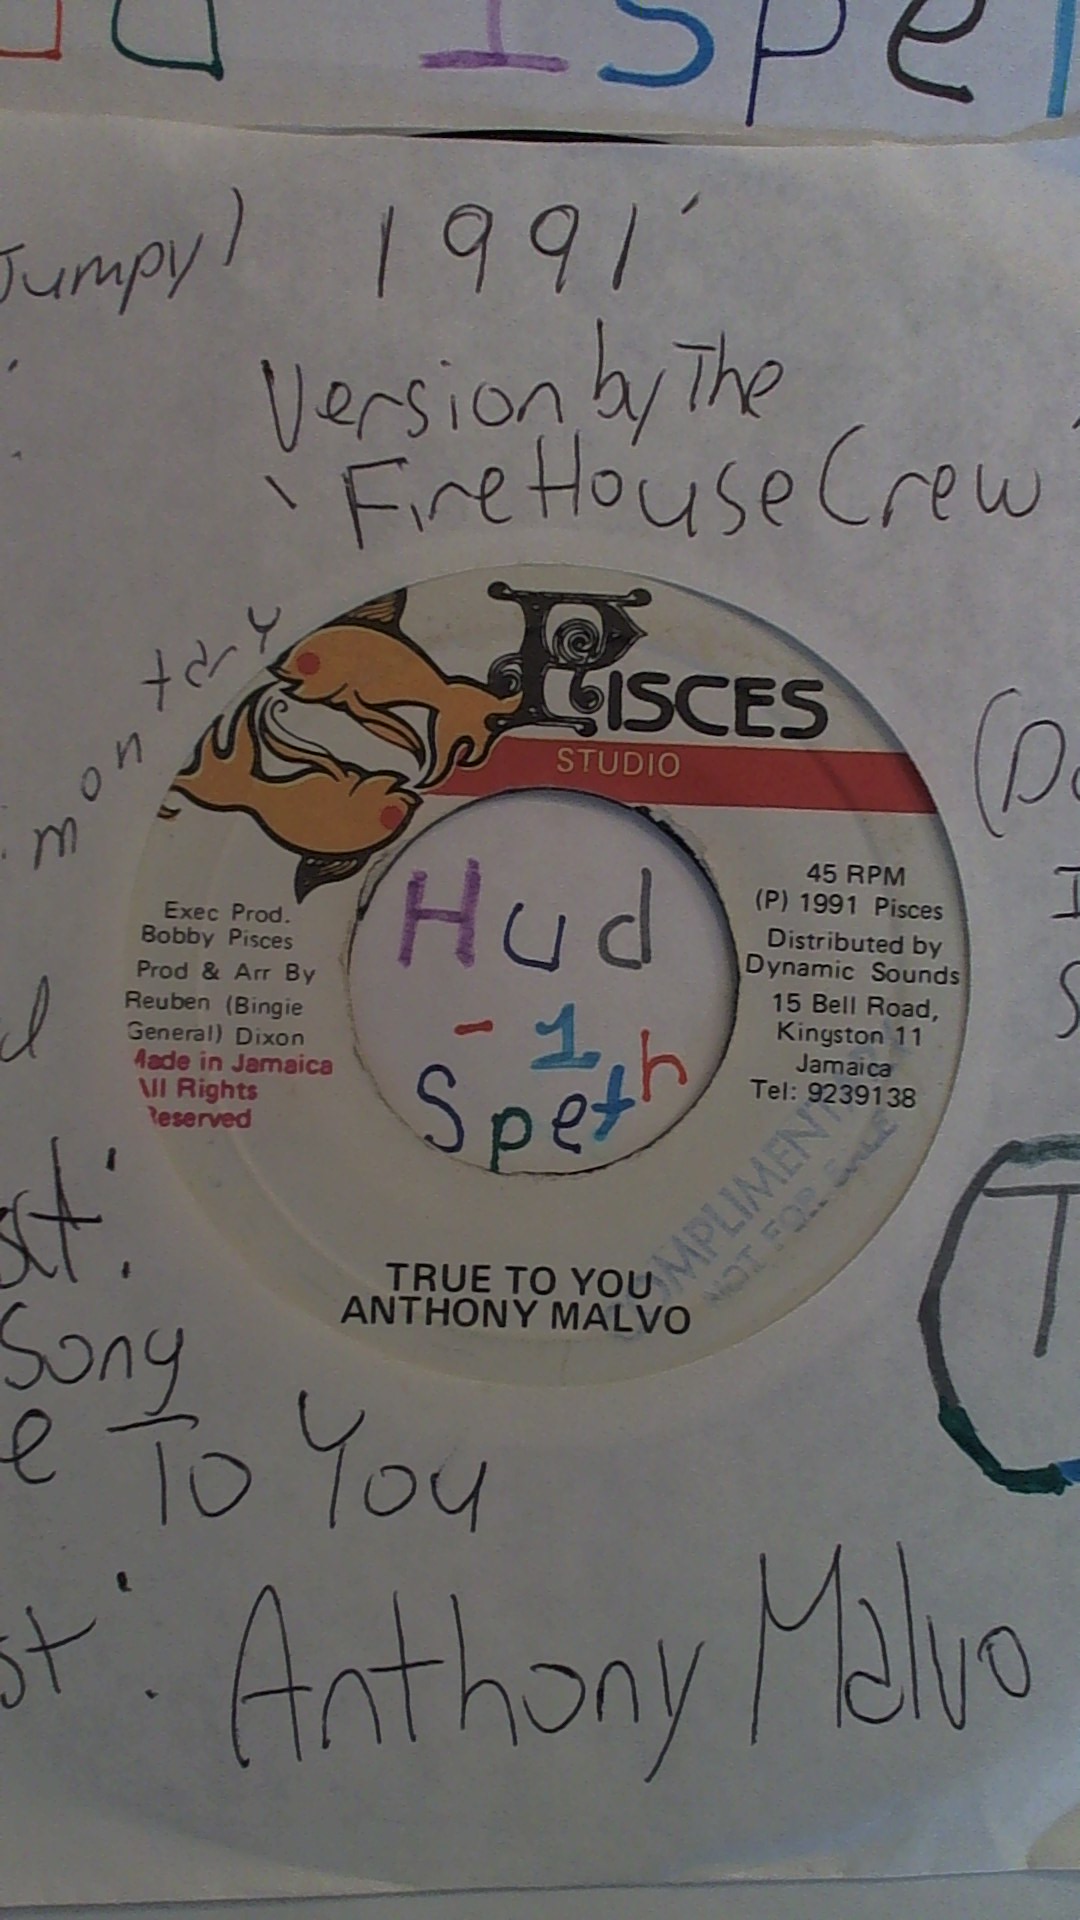 Ispe
Jumpy) 1991
Version by The
FireHouse Crew
PISCES
STUDIO
montary
Exec Prod.
Bobby Pisces
Prod & Arr By
Reuben (Bingie
General) Dixon
Made in Jamaica
All Rights
Reserved
Hud
-1
Speth
45 RPM
(P) 1991 Pisces
Distributed by
Dynamic Sounds
15 Bell Road,
Kingston 11
Jamaica
Tel: 9239138
COMPLIMENT
NOT FOR SALE
TRUE TO YOU
ANTHONY MALVO
Song
e To You
st: Anthony Malvo